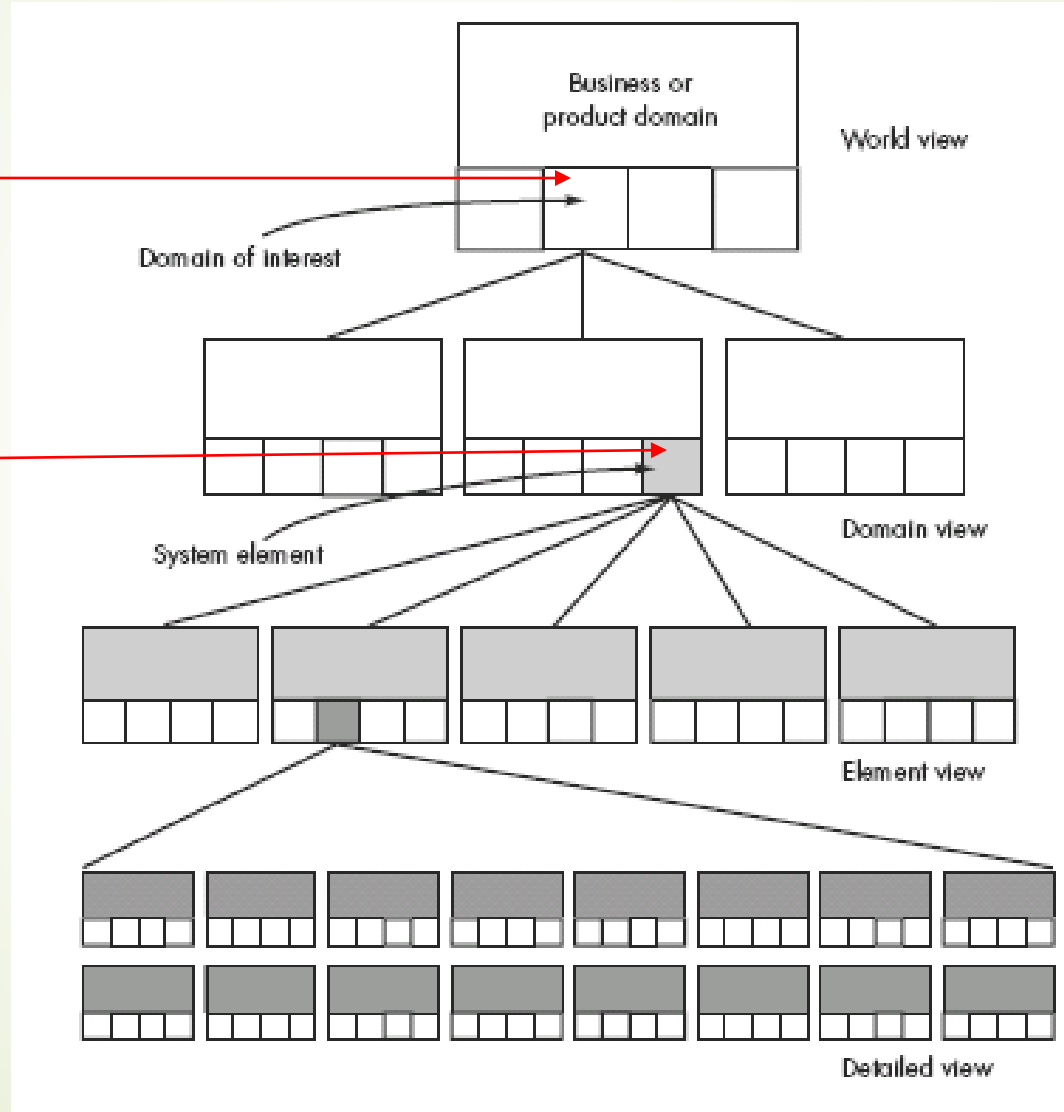 Business or
product domain
World view
Domain of interest
Domain view
System element
Element view
Detailed view